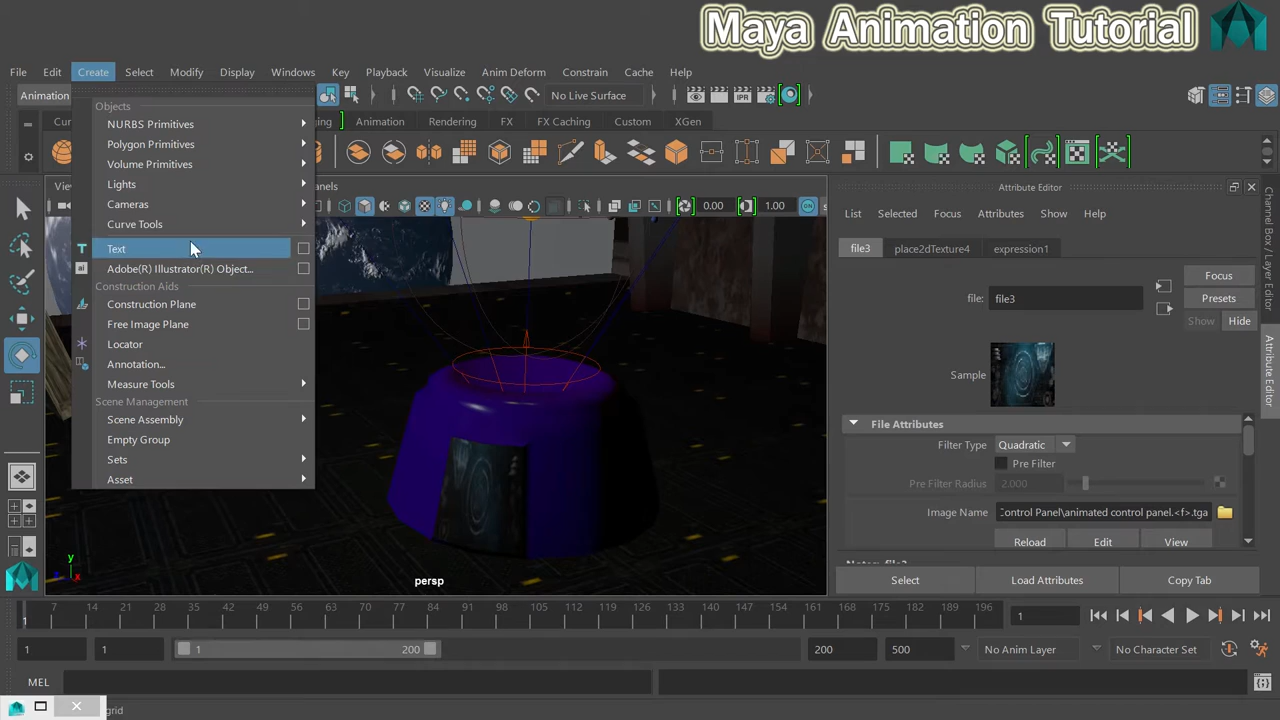 Maya Animation Tutorial
File Edit Create Select Modify Display Windows Key Playback Visualize Anim Deform Constrain Cache Help
Animation No Live Surface
Objects
NURBS Primitives
Polygon Primitives
Volume Primitives
Lights
Cameras
Curve Tools
Text
Adobe(R) Illustrator(R) Object...
Construction Aids
Construction Plane
Free Image Plane
Locator
Annotation...
Measure Tools
Scene Management
Scene Assembly
Empty Group
Sets
Asset
Animation Rendering FX FX Caching Custom XGen
0.00 1.00
persp
Attribute Editor
List Selected Focus Attributes Show Help
file3 place2dTexture4 expression1
Focus
file: file3 Presets
Show Hide
Sample
File Attributes
Filter Type Quadratic
Pre Filter
Pre Filter Radius 2.000
Image Name Control Panel\animated control panel.<f>.tga
Reload Edit View
Select Load Attributes Copy Tab
Channel Box / Layer Editor
Attribute Editor
y
x
1 7 14 21 28 35 42 49 56 63 70 77 84 91 98 105 112 119 126 133 140 147 154 161 168 175 182 189 196 1
1 1 1 200 200 500 No Anim Layer No Character Set
MEL
grid